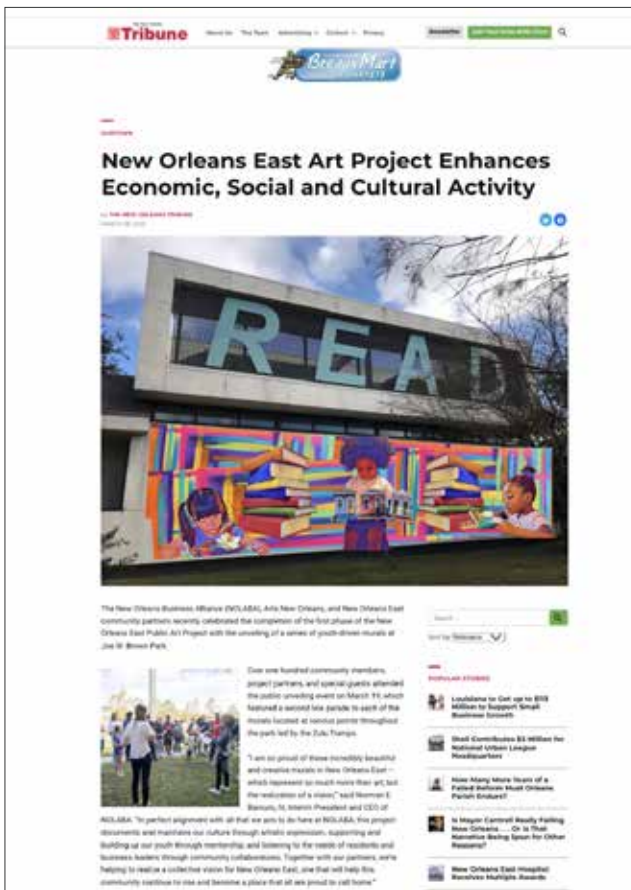 Tribune
About Us The Team Advertising Contact Privacy
Newsletter
BreauxMart
New Orleans East Art Project Enhances
Economic, Social and Cultural Activity
by THE NEW ORLEANS TRIBUNE
READ
The New Orleans Business Alliance (NOLABA), Arts New Orleans, and New Orleans East
community partners recently celebrated the completion of the first phase of the New
Orleans East Public Art Project with the unveiling of a series of youth-driven murals at
Joe W. Brown Park.
Over one hundred community members,
project partners, and special guests attended
the public unveiling event on March 19, which
featured a second line parade to each of the
murals located at various points throughout
the park led by the Zulu Tramps.
"I am so proud of these incredibly beautiful
and creative murals in New Orleans East –
which represent so much more than art, but
the realization of a vision," said Norman E.
Barnum, IV, Interim President and CEO of
NOLABA. "In perfect alignment with all that we aim to do here at NOLABA, this project
documents and maintains our culture through artistic expression, supporting and
building up our youth through mentorship, and listening to the needs of residents and
business leaders through community collaborations. Together with our partners, we're
helping to realize a collective vision for New Orleans East, one that will help this
community continue to rise and become a place that all are proud to call home."
Search
Sort by Relevance
POPULAR STORIES
Louisiana to Get up to $113
Million to Support Small
Business Growth
Shell Contributes $3 Million for
National Urban League
Headquarters
How Many More Years of a
Failed Reform Must Orleans
Parish Endure?
Is Mayor Cantrell Really Failing
New Orleans . . . Or Is That
Narrative Being Spun for Other
Reasons?
New Orleans East Hospital
Receives Multiple Awards